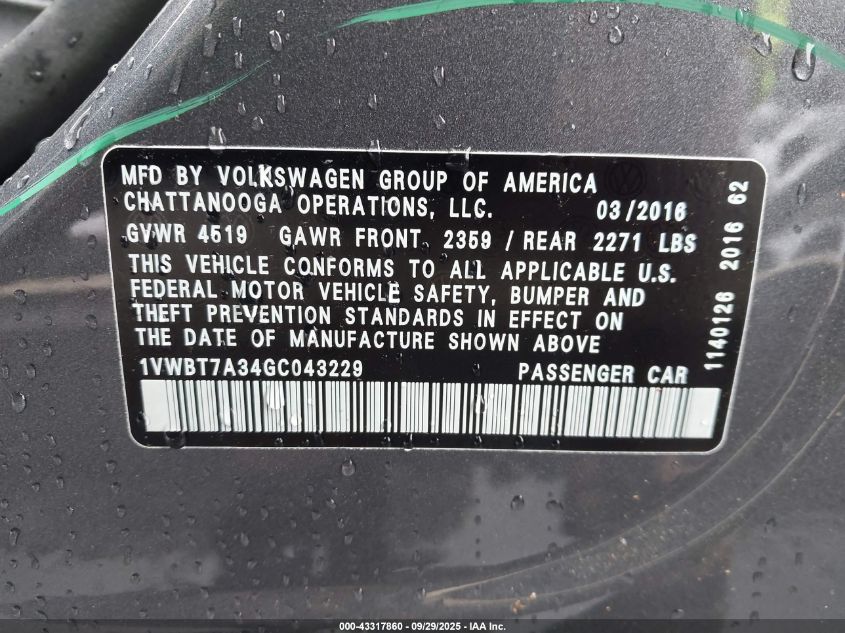 MFD BY VOLKSWAGEN GROUP OF AMERICA
CHATTANOOGA OPERATIONS, LLC. 03/2016
GVWR 4519 GAWR FRONT 2359 / REAR 2271 LBS
THIS VEHICLE CONFORMS TO ALL APPLICABLE U.S.
FEDERAL MOTOR VEHICLE SAFETY, BUMPER AND
THEFT PREVENTION STANDARDS IN EFFECT ON
THE DATE OF MANUFACTURE SHOWN ABOVE
1VWBT7A34GC043229 PASSENGER CAR
1140126 2016 62
000-43317860 - 09/29/2025 - IAA Inc.